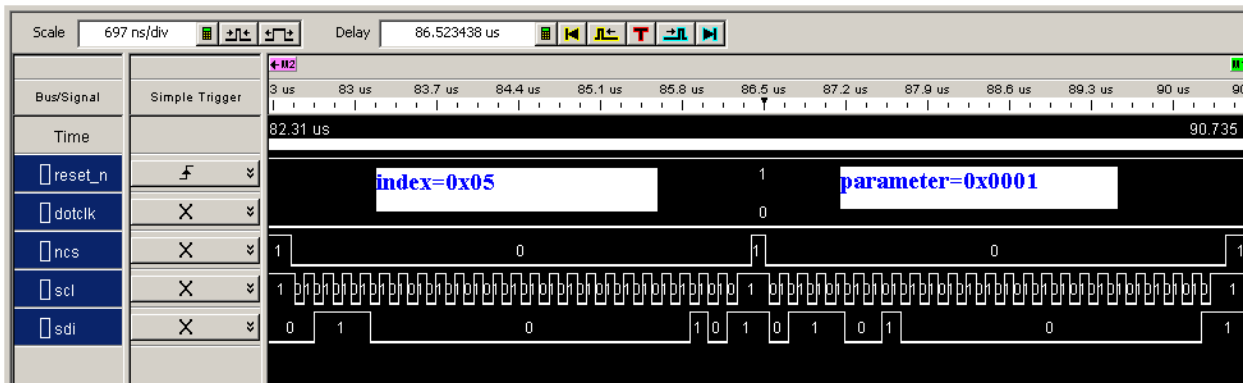 Scale 697 ns/div Delay 86.523438 us T
M2
Bus/Signal Simple Trigger 3 us 83 us 83.7 us 84.4 us 85.1 us 85.8 us 86.5 us 87.2 us 87.9 us 88.6 us 89.3 us 90 us 90
Time 82.31 us 90.735
reset_n 1
index=0x05 parameter=0x0001
dotclk X 0
ncs X 1 0 1 0 1
scl X 1 1 1
sdi X 0 1 0 1 0 1 0 1 0 1 0 1